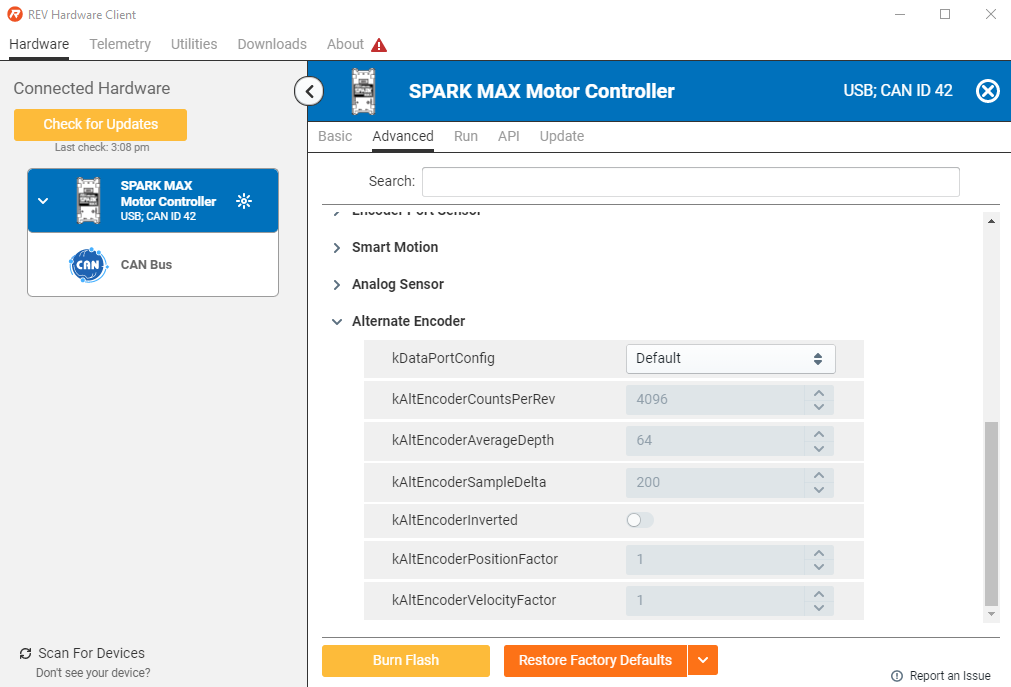 REV Hardware Client
Hardware Telemetry Utilities Downloads About
Connected Hardware
Check for Updates
Last check: 3:08 pm
SPARK MAX
Motor Controller
USB; CAN ID 42
CAN
CAN Bus
Scan For Devices
Don't see your device?
SPARK MAX Motor Controller
USB; CAN ID 42
Basic Advanced Run API Update
Search:
Encoder Port Sensor
Smart Motion
Analog Sensor
Alternate Encoder
kDataPortConfig Default
kAltEncoderCountsPerRev 4096
kAltEncoderAverageDepth 64
kAltEncoderSampleDelta 200
kAltEncoderInverted
kAltEncoderPositionFactor 1
kAltEncoderVelocityFactor 1
Burn Flash
Restore Factory Defaults
Report an Issue